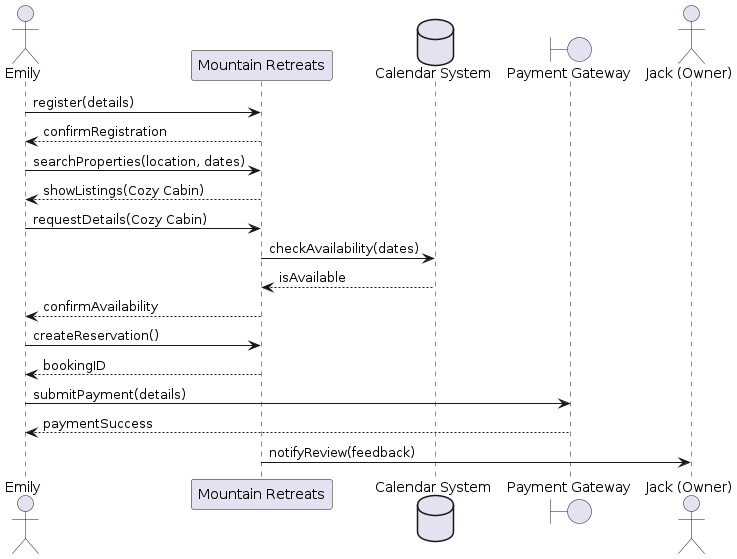 Emily
Mountain Retreats
Calendar System
Payment Gateway
Jack (Owner)
register(details)
confirmRegistration
searchProperties(location, dates)
showListings(Cozy Cabin)
requestDetails(Cozy Cabin)
checkAvailability(dates)
isAvailable
confirmAvailability
createReservation()
bookingID
submitPayment(details)
paymentSuccess
notifyReview(feedback)
Emily
Mountain Retreats
Calendar System
Payment Gateway
Jack (Owner)